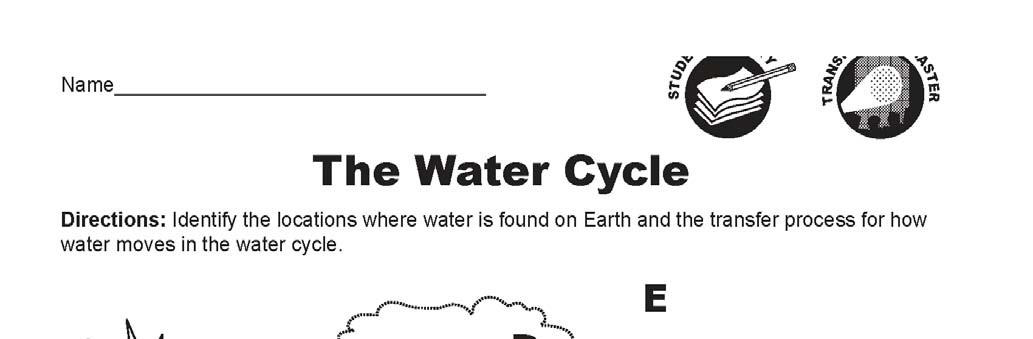 Name
The Water Cycle
Directions: Identify the locations where water is found on Earth and the transfer process for how
water moves in the water cycle.
E